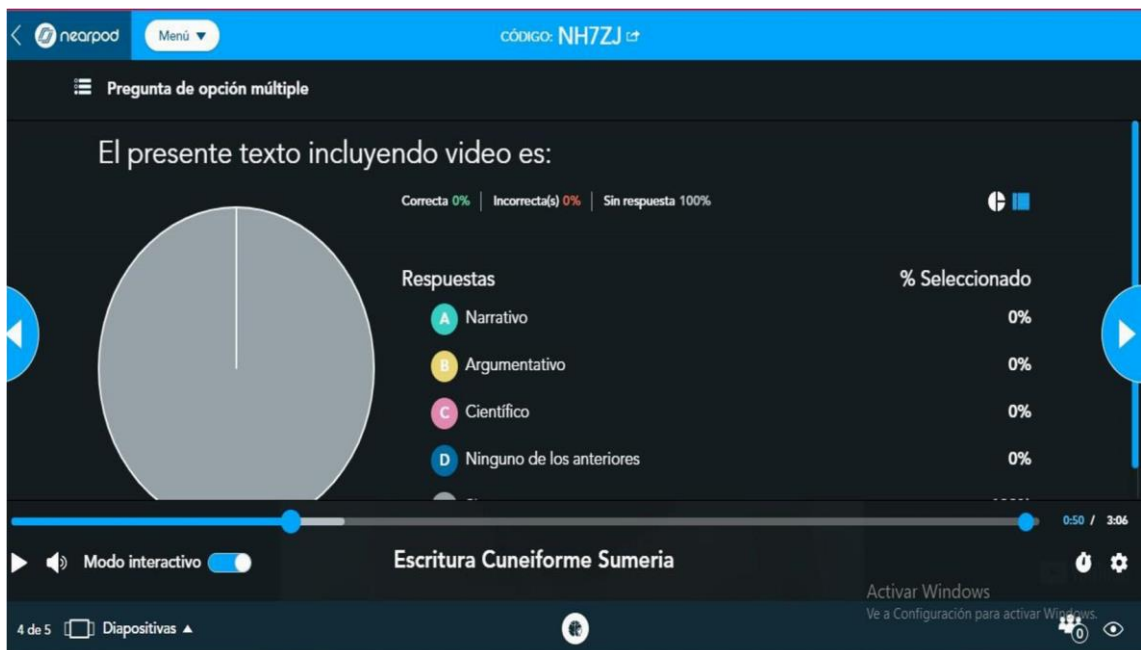 nearpod Menú ▼ CÓDIGO: NH7ZJ
Pregunta de opción múltiple
El presente texto incluyendo video es:
Correcta 0% | Incorrecta(s) 0% | Sin respuesta 100%
Respuestas % Seleccionado
A Narrativo 0%
B Argumentativo 0%
C Científico 0%
D Ninguno de los anteriores 0%
0:50 / 3:06
Modo interactivo Escritura Cuneiforme Sumeria
Activar Windows
Ve a Configuración para activar Windows.
4 de 5 Diapositivas ▲ 0